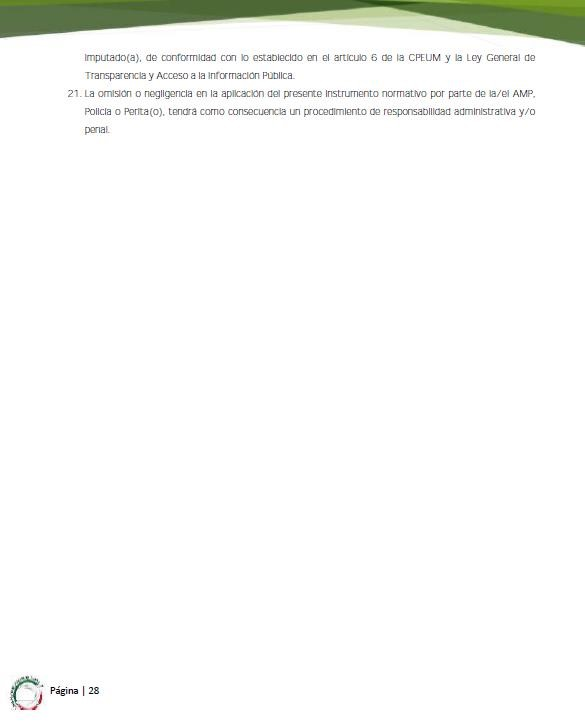 imputado(a), de conformidad con lo establecido en el artículo 6 de la CPEUM y la Ley General de
Transparencia y Acceso a la Información Pública.
21. La omisión o negligencia en la aplicación del presente instrumento normativo por parte de la/el AMP,
Policía o Perita(o), tendrá como consecuencia un procedimiento de responsabilidad administrativa y/o
penal.
Página | 28